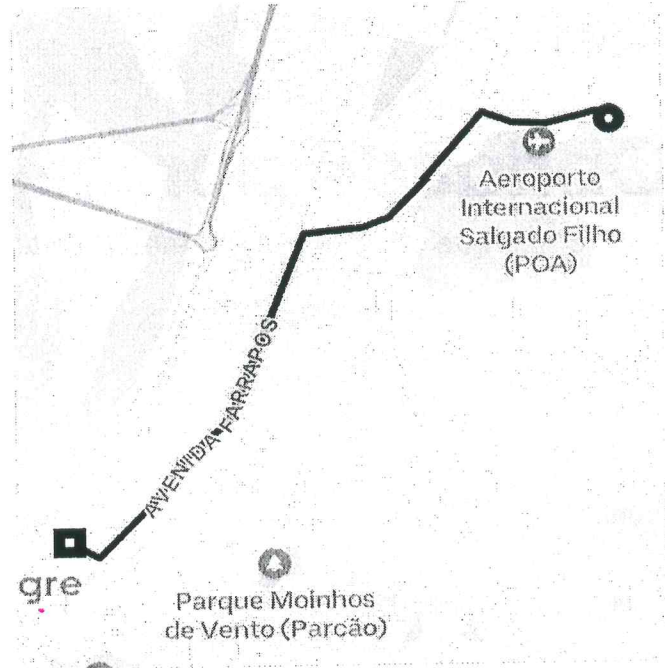 Aeroporto
Internacional
Salgado Filho
(POA)
AVENIDA FARRAPOS
gre
Parque Moinhos
de Vento (Parcão)